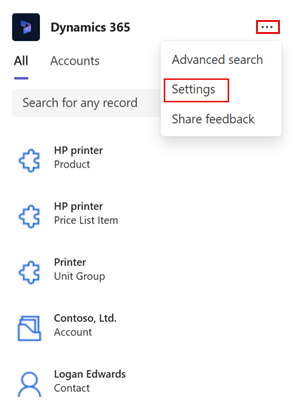 Dynamics 365
...
All Accounts
Advanced search
Settings
Share feedback
Search for any record
HP printer
Product
HP printer
Price List Item
Printer
Unit Group
Contoso, Ltd.
Account
Logan Edwards
Contact